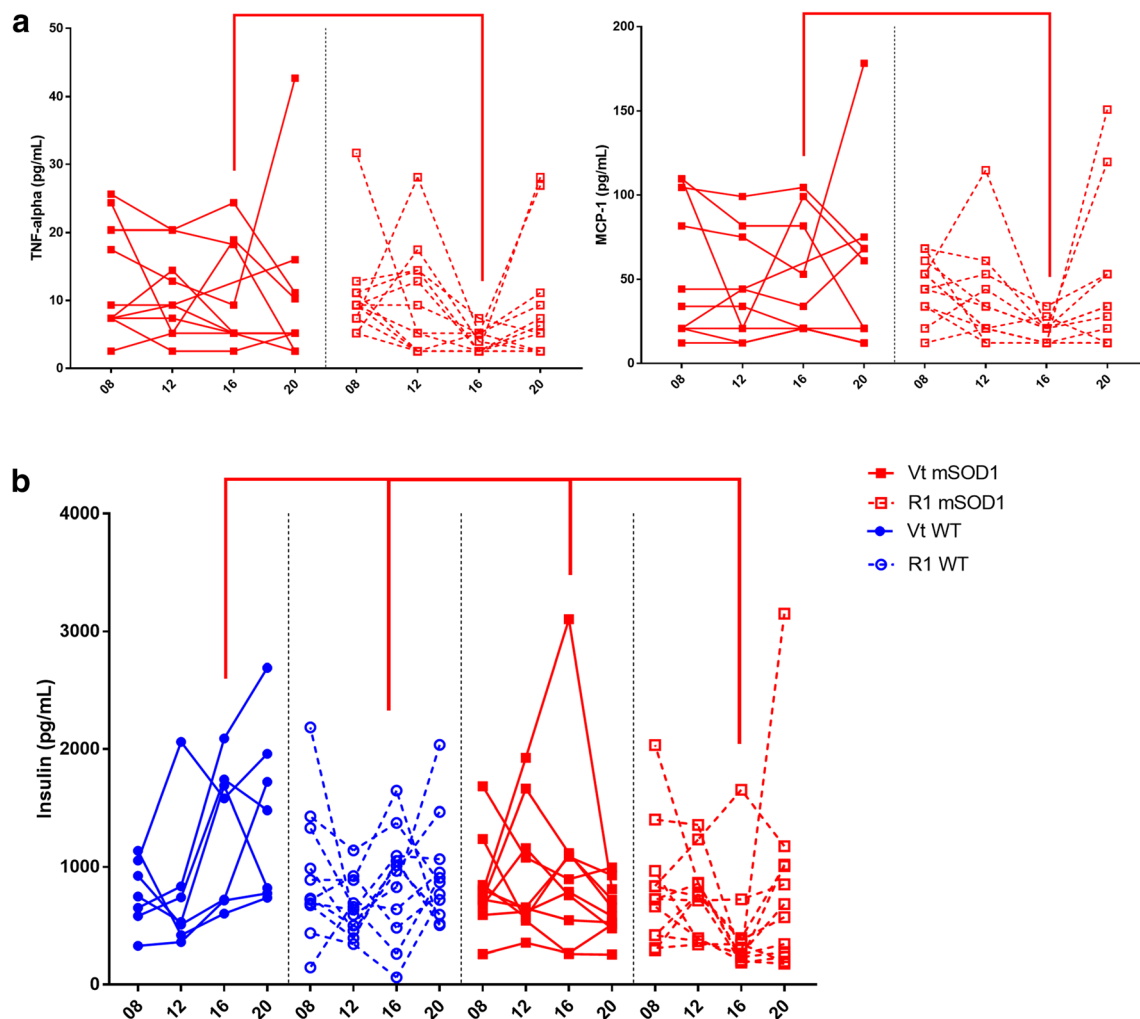 a
TNF-alpha (pg/mL)
50
40
30
20
10
0
08 12 16 20 08 12 16 20
MCP-1 (pg/mL)
200
150
100
50
0
08 12 16 20 08 12 16 20
b
Insulin (pg/mL)
4000
3000
2000
1000
0
08 12 16 20 08 12 16 20 08 12 16 20 08 12 16 20
Vt mSOD1
R1 mSOD1
Vt WT
R1 WT